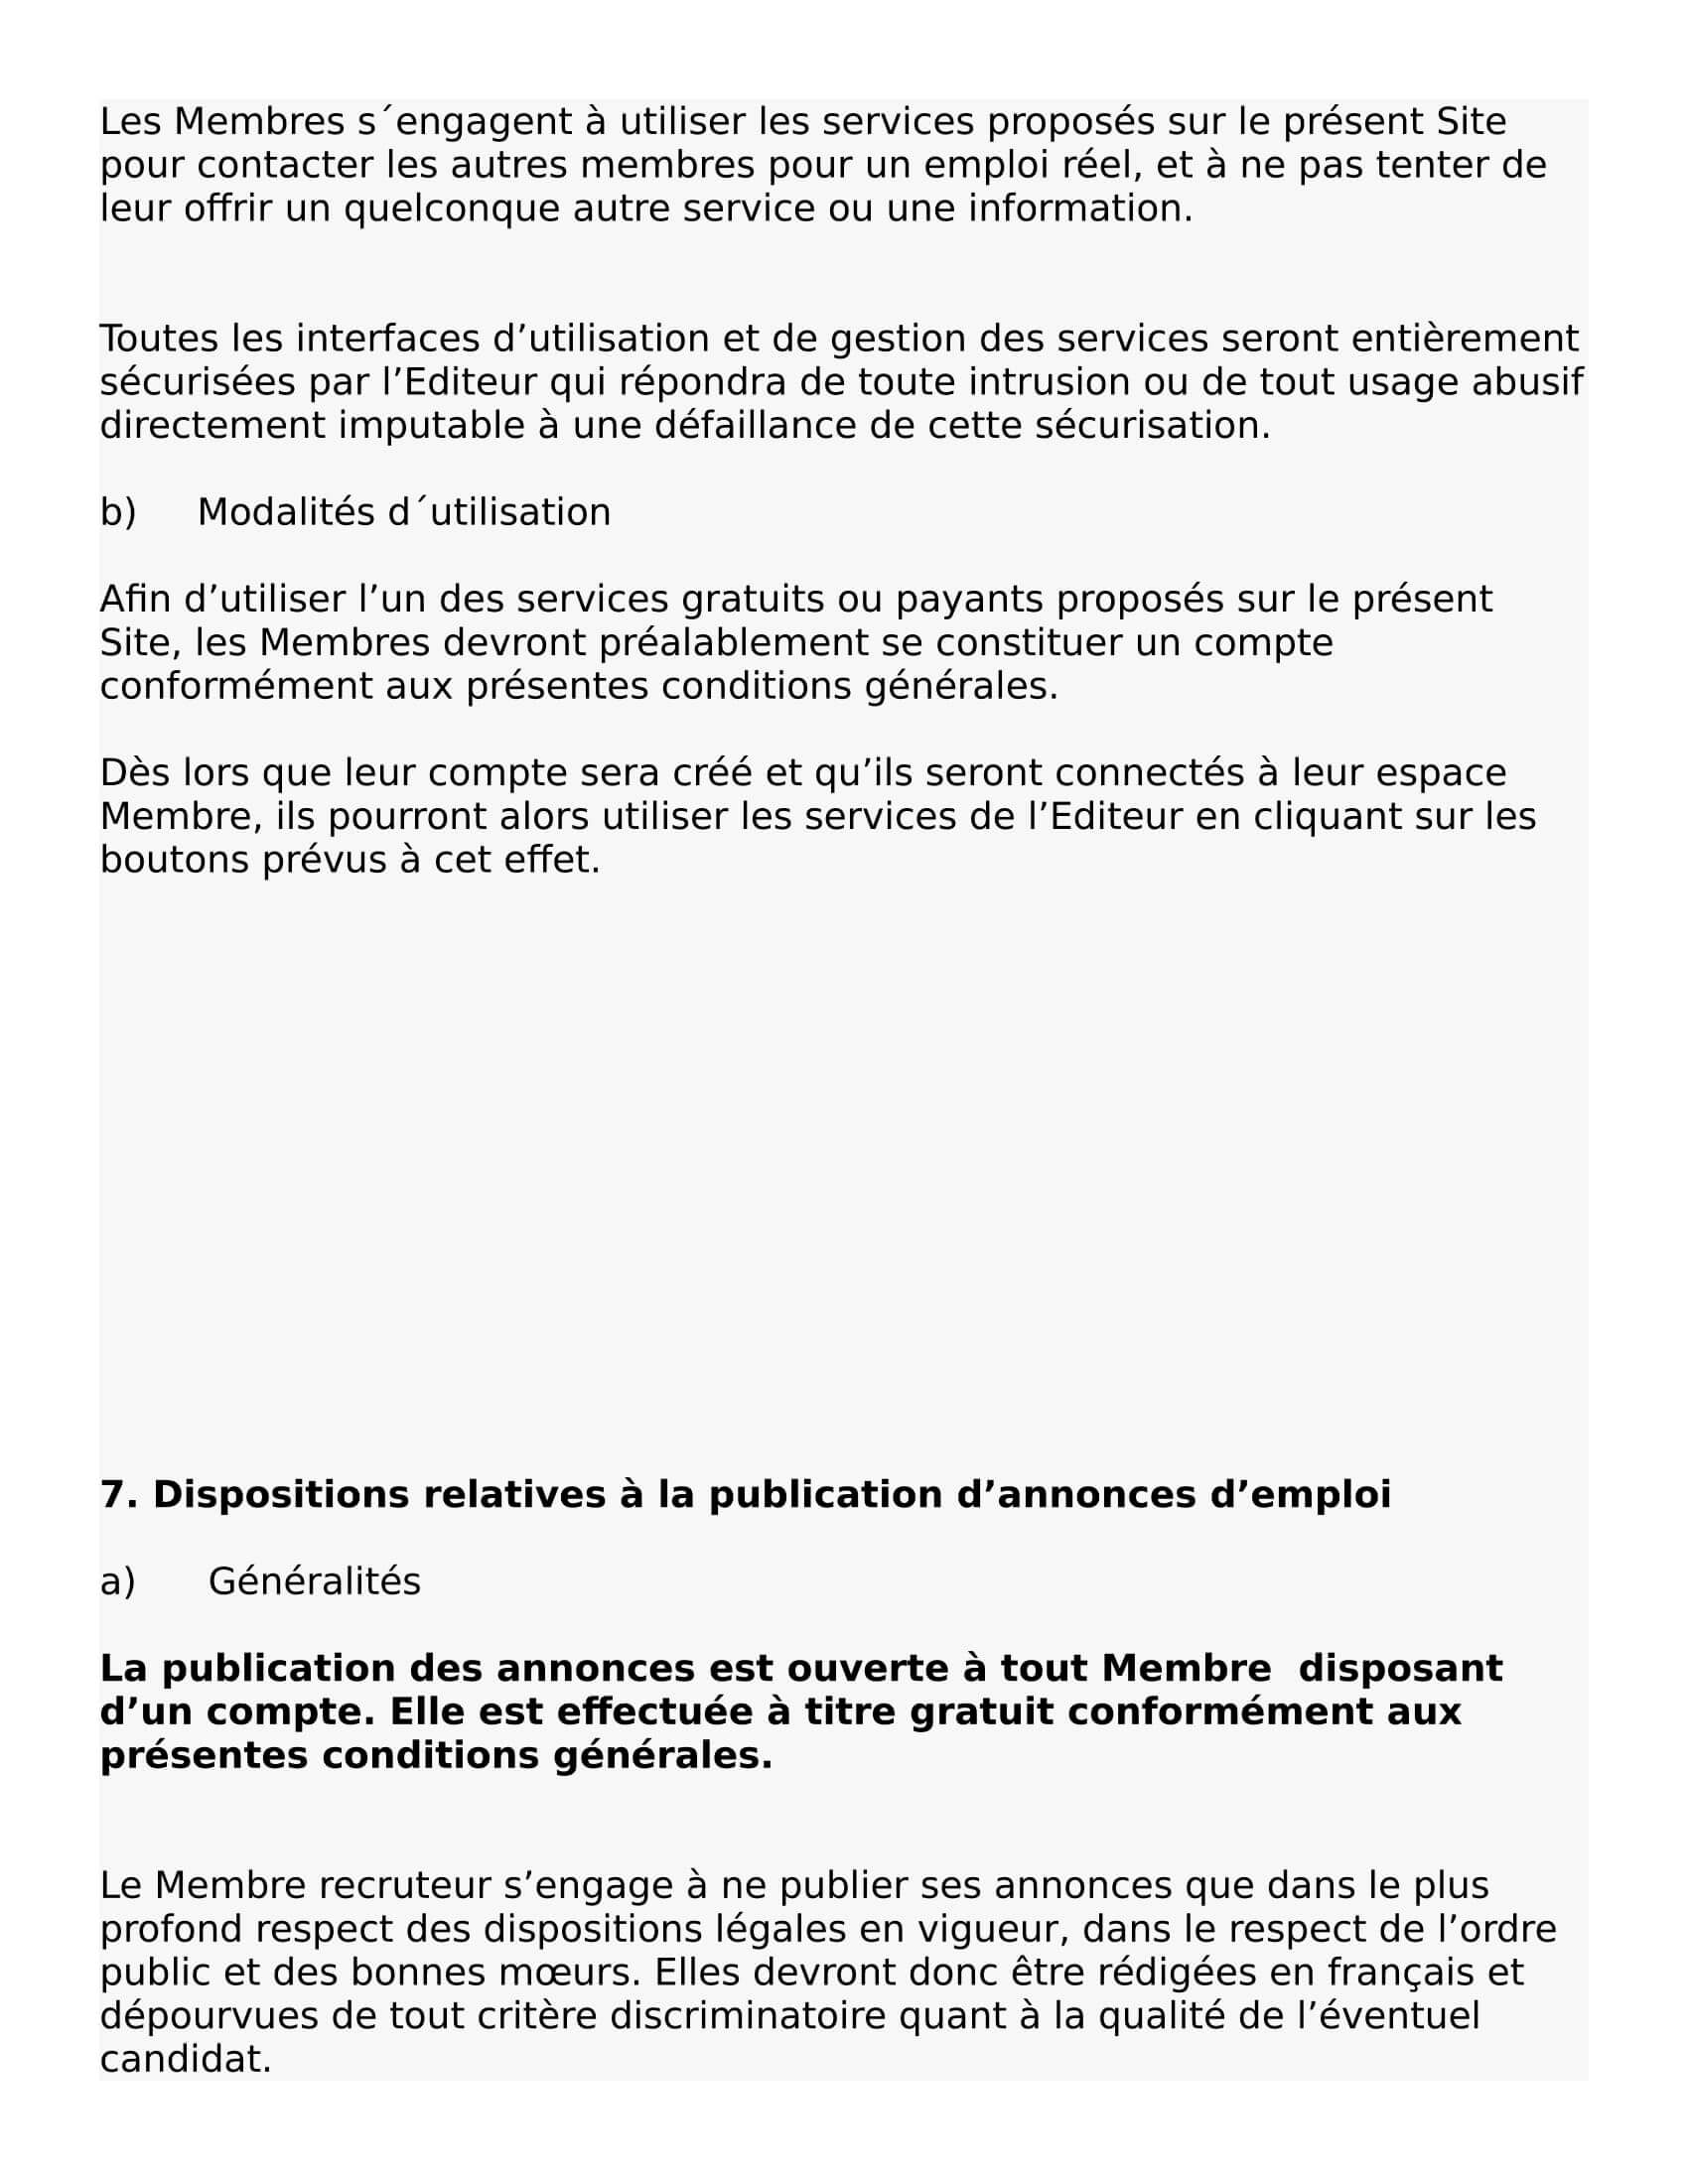 Les Membres s´engagent à utiliser les services proposés sur le présent Site
pour contacter les autres membres pour un emploi réel, et à ne pas tenter de
leur offrir un quelconque autre service ou une information.
Toutes les interfaces d’utilisation et de gestion des services seront entièrement
sécurisées par l’Editeur qui répondra de toute intrusion ou de tout usage abusif
directement imputable à une défaillance de cette sécurisation.
b) Modalités d´utilisation
Afin d’utiliser l’un des services gratuits ou payants proposés sur le présent
Site, les Membres devront préalablement se constituer un compte
conformément aux présentes conditions générales.
Dès lors que leur compte sera créé et qu’ils seront connectés à leur espace
Membre, ils pourront alors utiliser les services de l’Editeur en cliquant sur les
boutons prévus à cet effet.
7. Dispositions relatives à la publication d’annonces d’emploi
a) Généralités
La publication des annonces est ouverte à tout Membre  disposant
d’un compte. Elle est effectuée à titre gratuit conformément aux
présentes conditions générales.
Le Membre recruteur s’engage à ne publier ses annonces que dans le plus
profond respect des dispositions légales en vigueur, dans le respect de l’ordre
public et des bonnes mœurs. Elles devront donc être rédigées en français et
dépourvues de tout critère discriminatoire quant à la qualité de l’éventuel
candidat.